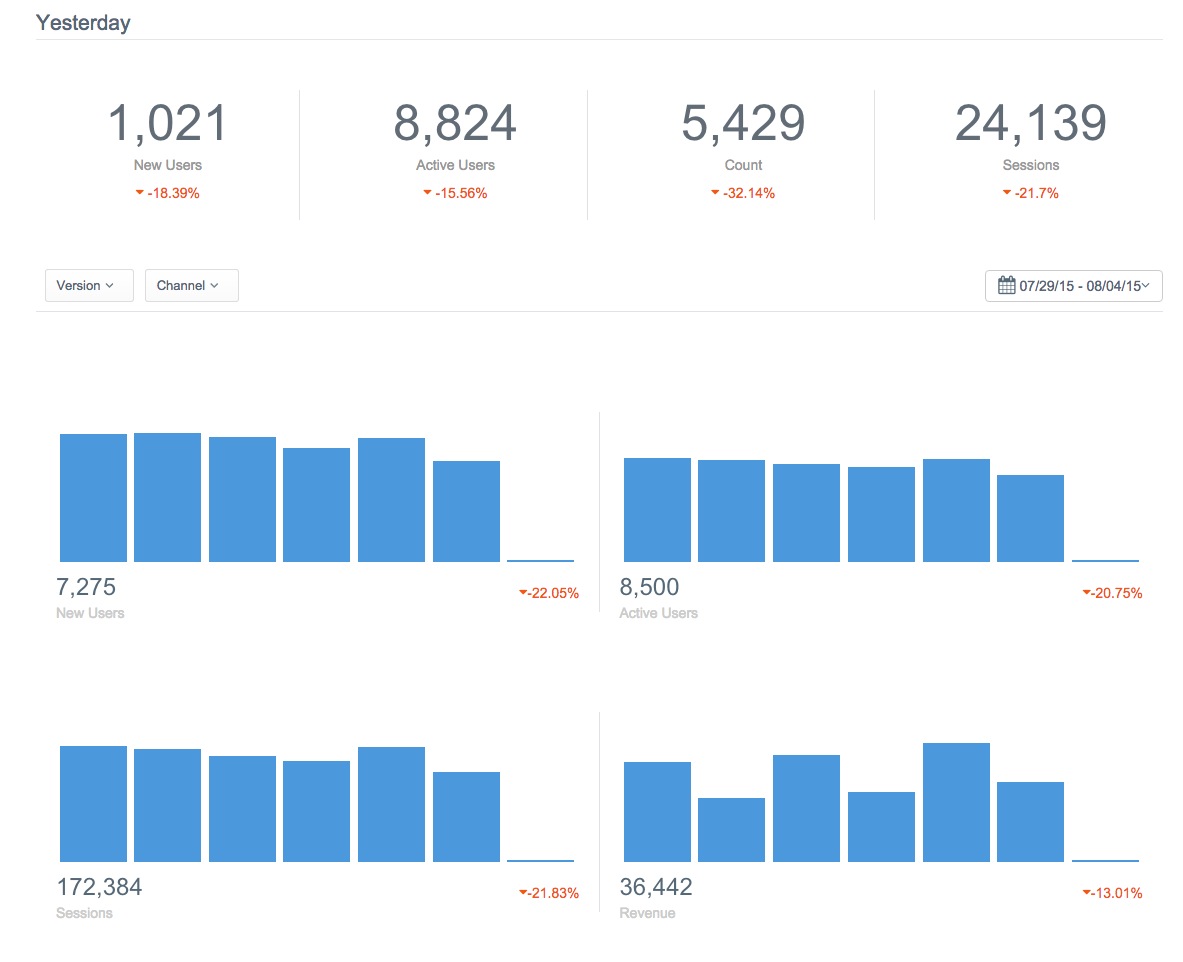 Yesterday
1,021
New Users
-18.39%
8,824
Active Users
-15.56%
5,429
Count
-32.14%
24,139
Sessions
-21.7%
Version
Channel
07/29/15 - 08/04/15
7,275
-22.05%
New Users
8,500
-20.75%
Active Users
172,384
-21.83%
Sessions
36,442
-13.01%
Revenue